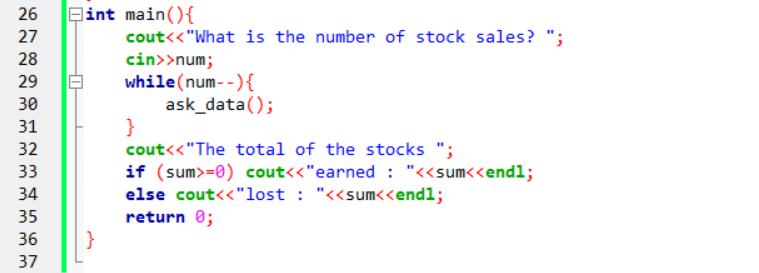 26 int main(){
27     cout<<"What is the number of stock sales? ";
28     cin>>num;
29     while(num--){
30         ask_data();
31     }
32     cout<<"The total of the stocks ";
33     if (sum>=0) cout<<"earned : "<<sum<<endl;
34     else cout<<"lost : "<<sum<<endl;
35     return 0;
36 }
37